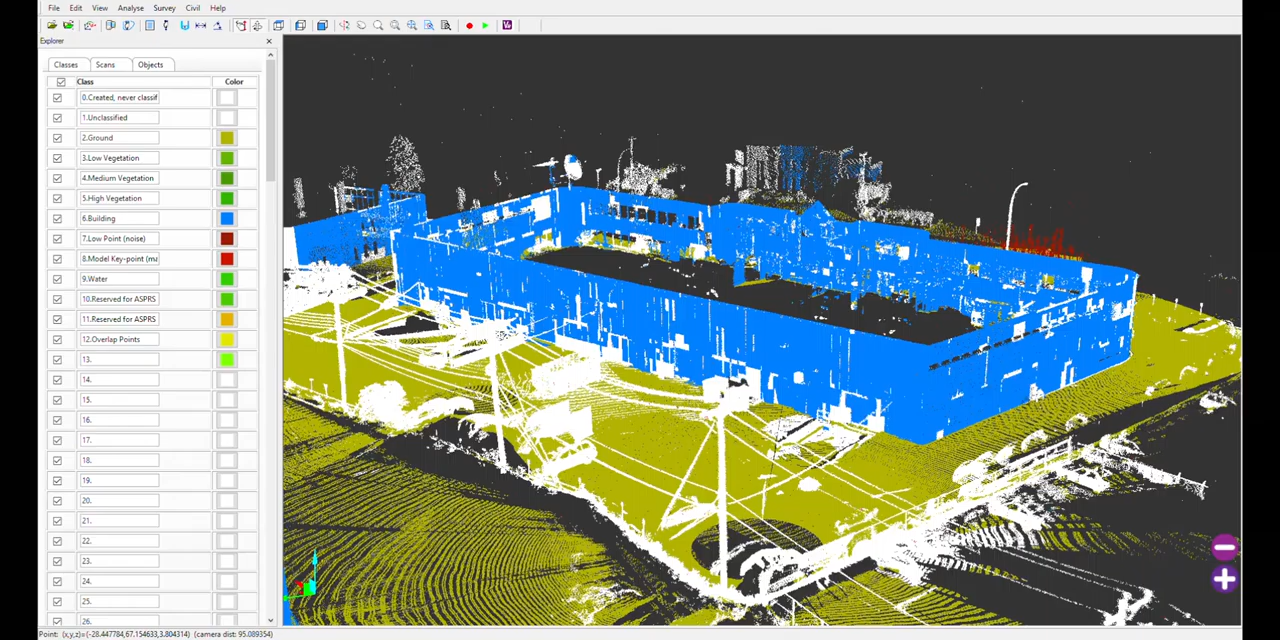 File Edit View Analyse Survey Civil Help
Explorer
Classes Scans Objects
Class Color
0.Created, never classif
1.Unclassified
2.Ground
3.Low Vegetation
4.Medium Vegetation
5.High Vegetation
6.Building
7.Low Point (noise)
8.Model Key-point (ma
9.Water
10.Reserved for ASPRS
11.Reserved for ASPRS
12.Overlap Points
13.
14.
15.
16.
17.
18.
19.
20.
21.
22.
23.
24.
25.
26.
Point: (x,y,z)=(-28.447784,67.154633,3.804314) (camera dist: 95.089354)